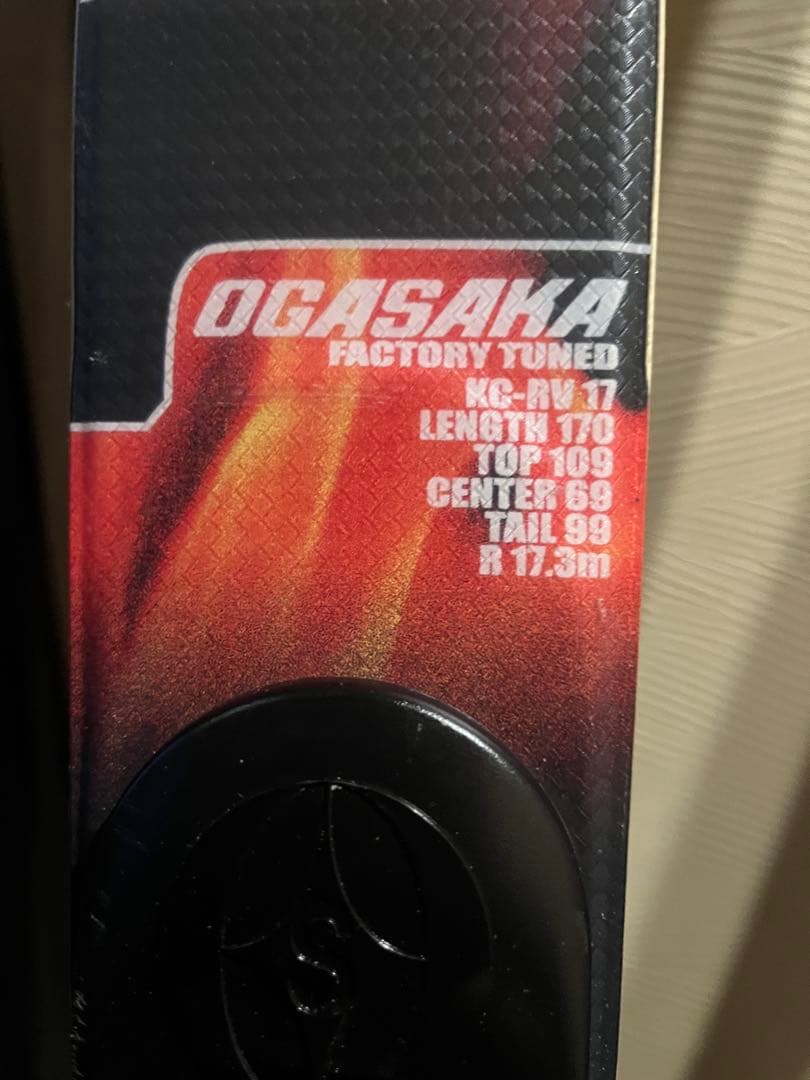 OGASAKA
FACTORY TUNED
KC-RV 17
LENGTH 170
TOP 109
CENTER 69
TAIL 99
R 17.3m
S